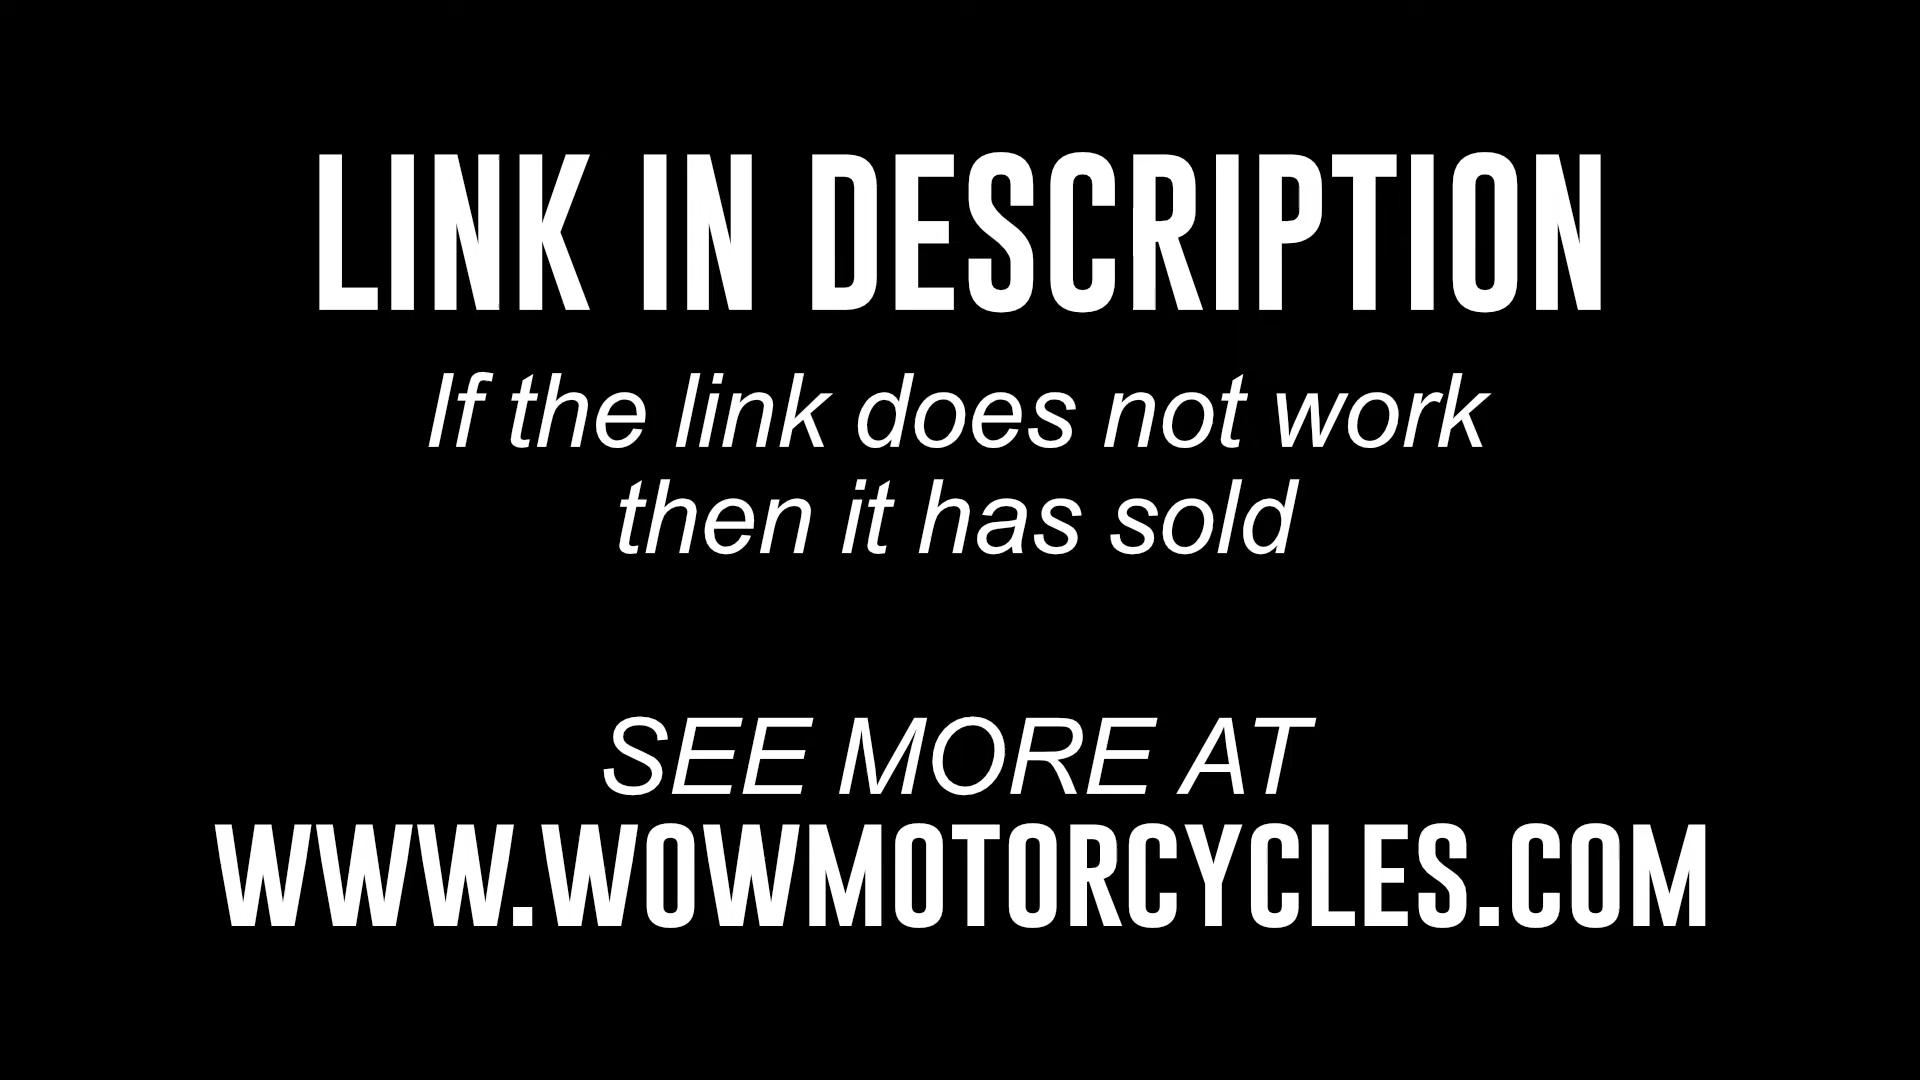 LINK IN DESCRIPTION
If the link does not work
then it has sold
SEE MORE AT
WWW.WOWMOTORCYCLES.COM